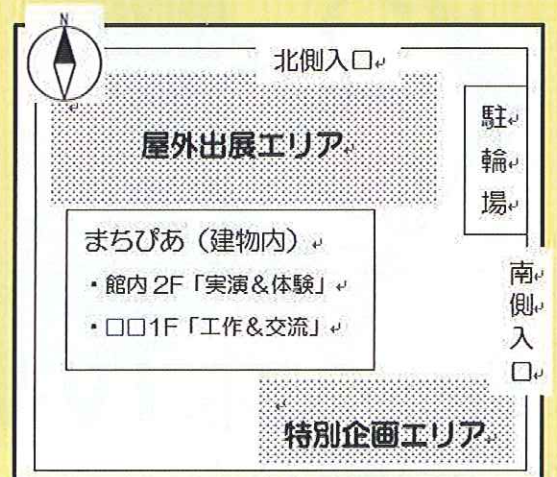 N
北側入口
屋外出展エリア
駐輪場
まちぴあ（建物内）
・館内2F「実演＆体験」
・□□1F「工作＆交流」
南側入口
特別企画エリア